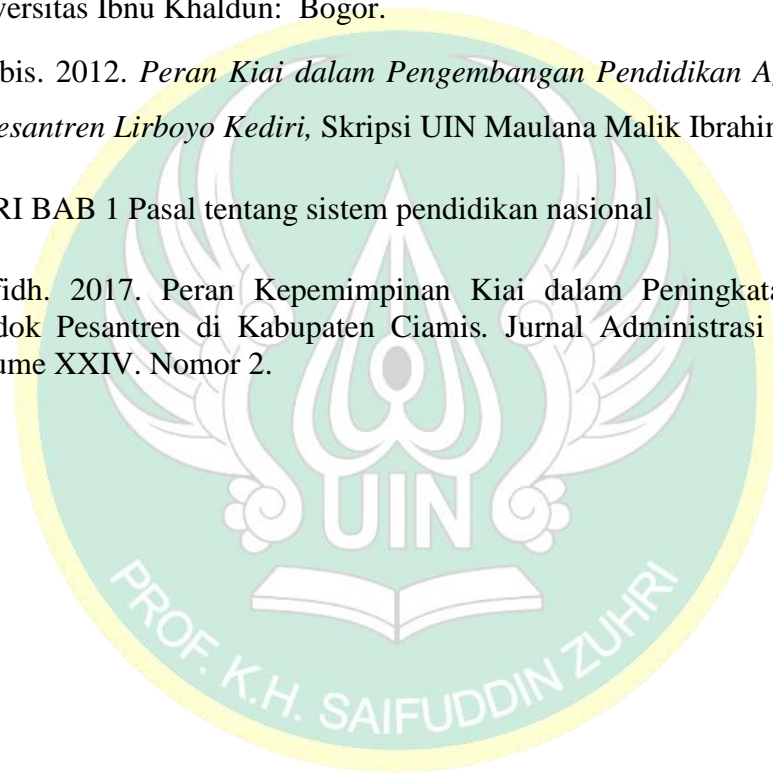 versitas Ibnu Khaldun: Bogor.
bis. 2012. Peran Kiai dalam Pengembangan Pendidikan
esantren Lirboyo Kediri, Skripsi UIN Maulana Malik Ibrahim
RI BAB 1 Pasal tentang sistem pendidikan nasional
fidh. 2017. Peran Kepemimpinan Kiai dalam Peningkata
dok Pesantren di Kabupaten Ciamis. Jurnal Administrasi
ume XXIV. Nomor 2.
UIN
PROF. K.H. SAIFUDDIN ZUHRI